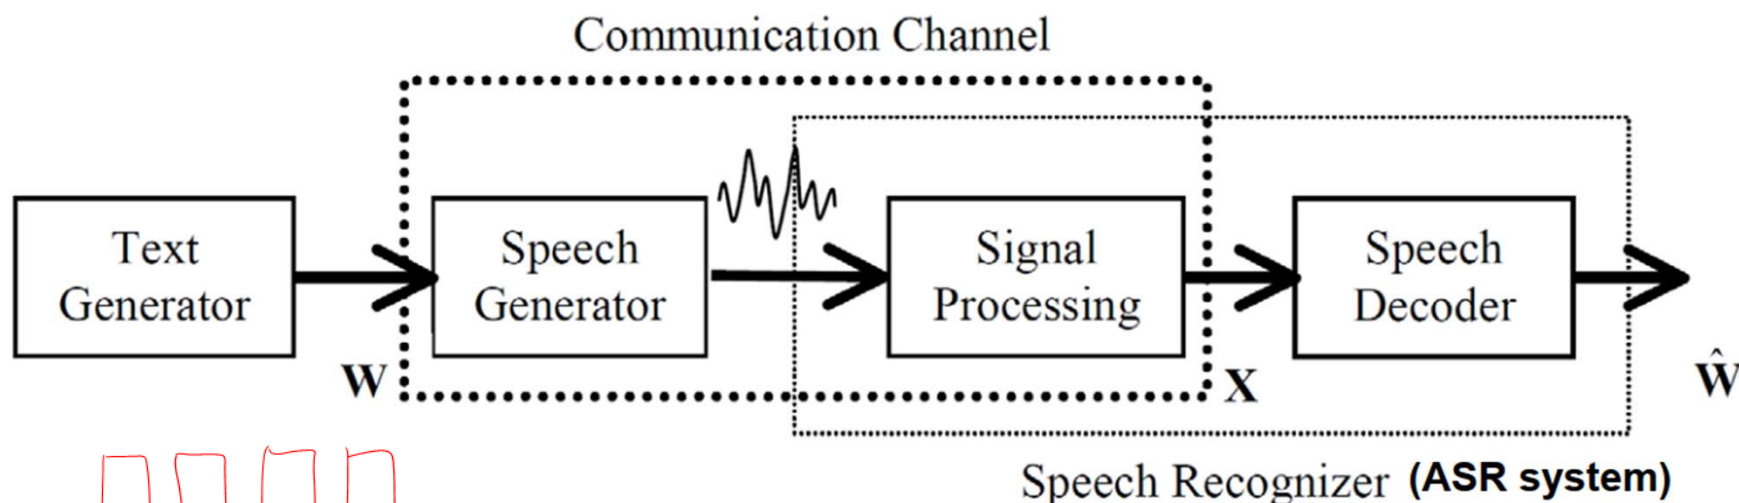 Communication Channel
Text
Generator
Speech
Generator
Signal
Processing
Speech
Decoder
W
X
Ŵ
Speech Recognizer (ASR system)